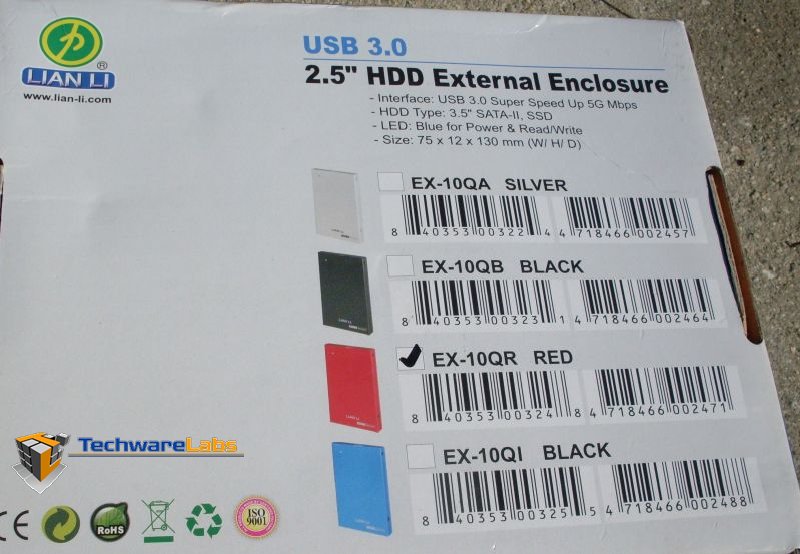 LIAN LI®
www.lian-li.com
USB 3.0
2.5" HDD External Enclosure
- Interface: USB 3.0 Super Speed Up 5G Mbps
- HDD Type: 3.5" SATA-II, SSD
- LED: Blue for Power & Read/Write
- Size: 75 x 12 x 130 mm (W/ H/ D)
EX-10QA SILVER
8 40353 00322 4 4 718466 002457
EX-10QB BLACK
8 40353 00323 1 4 718466 002464
EX-10QR RED
8 40353 00324 8 4 718466 002471
EX-10QI BLACK
8 40353 00325 5 4 718466 002488
TechwareLabs
CE
RoHS
ISO
9001